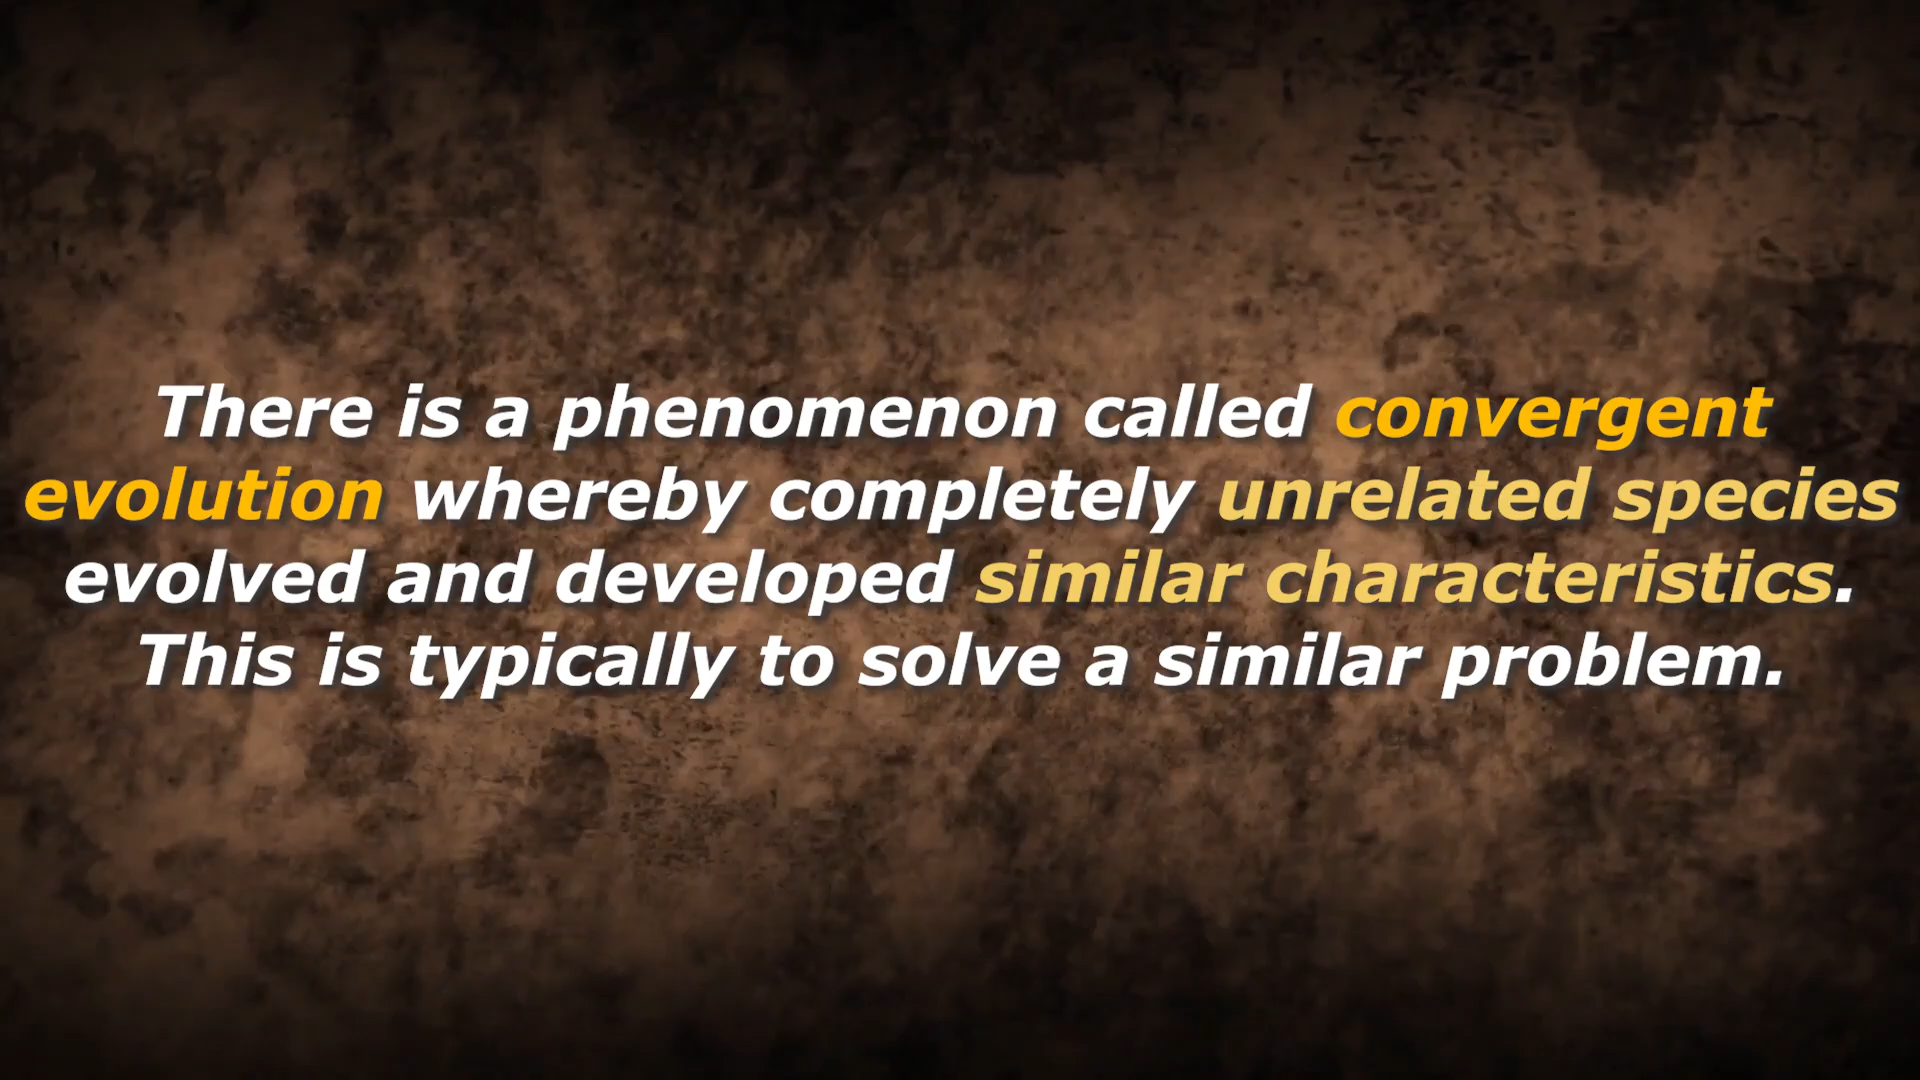 There is a phenomenon called convergent
evolution whereby completely unrelated species
evolved and developed similar characteristics.
This is typically to solve a similar problem.